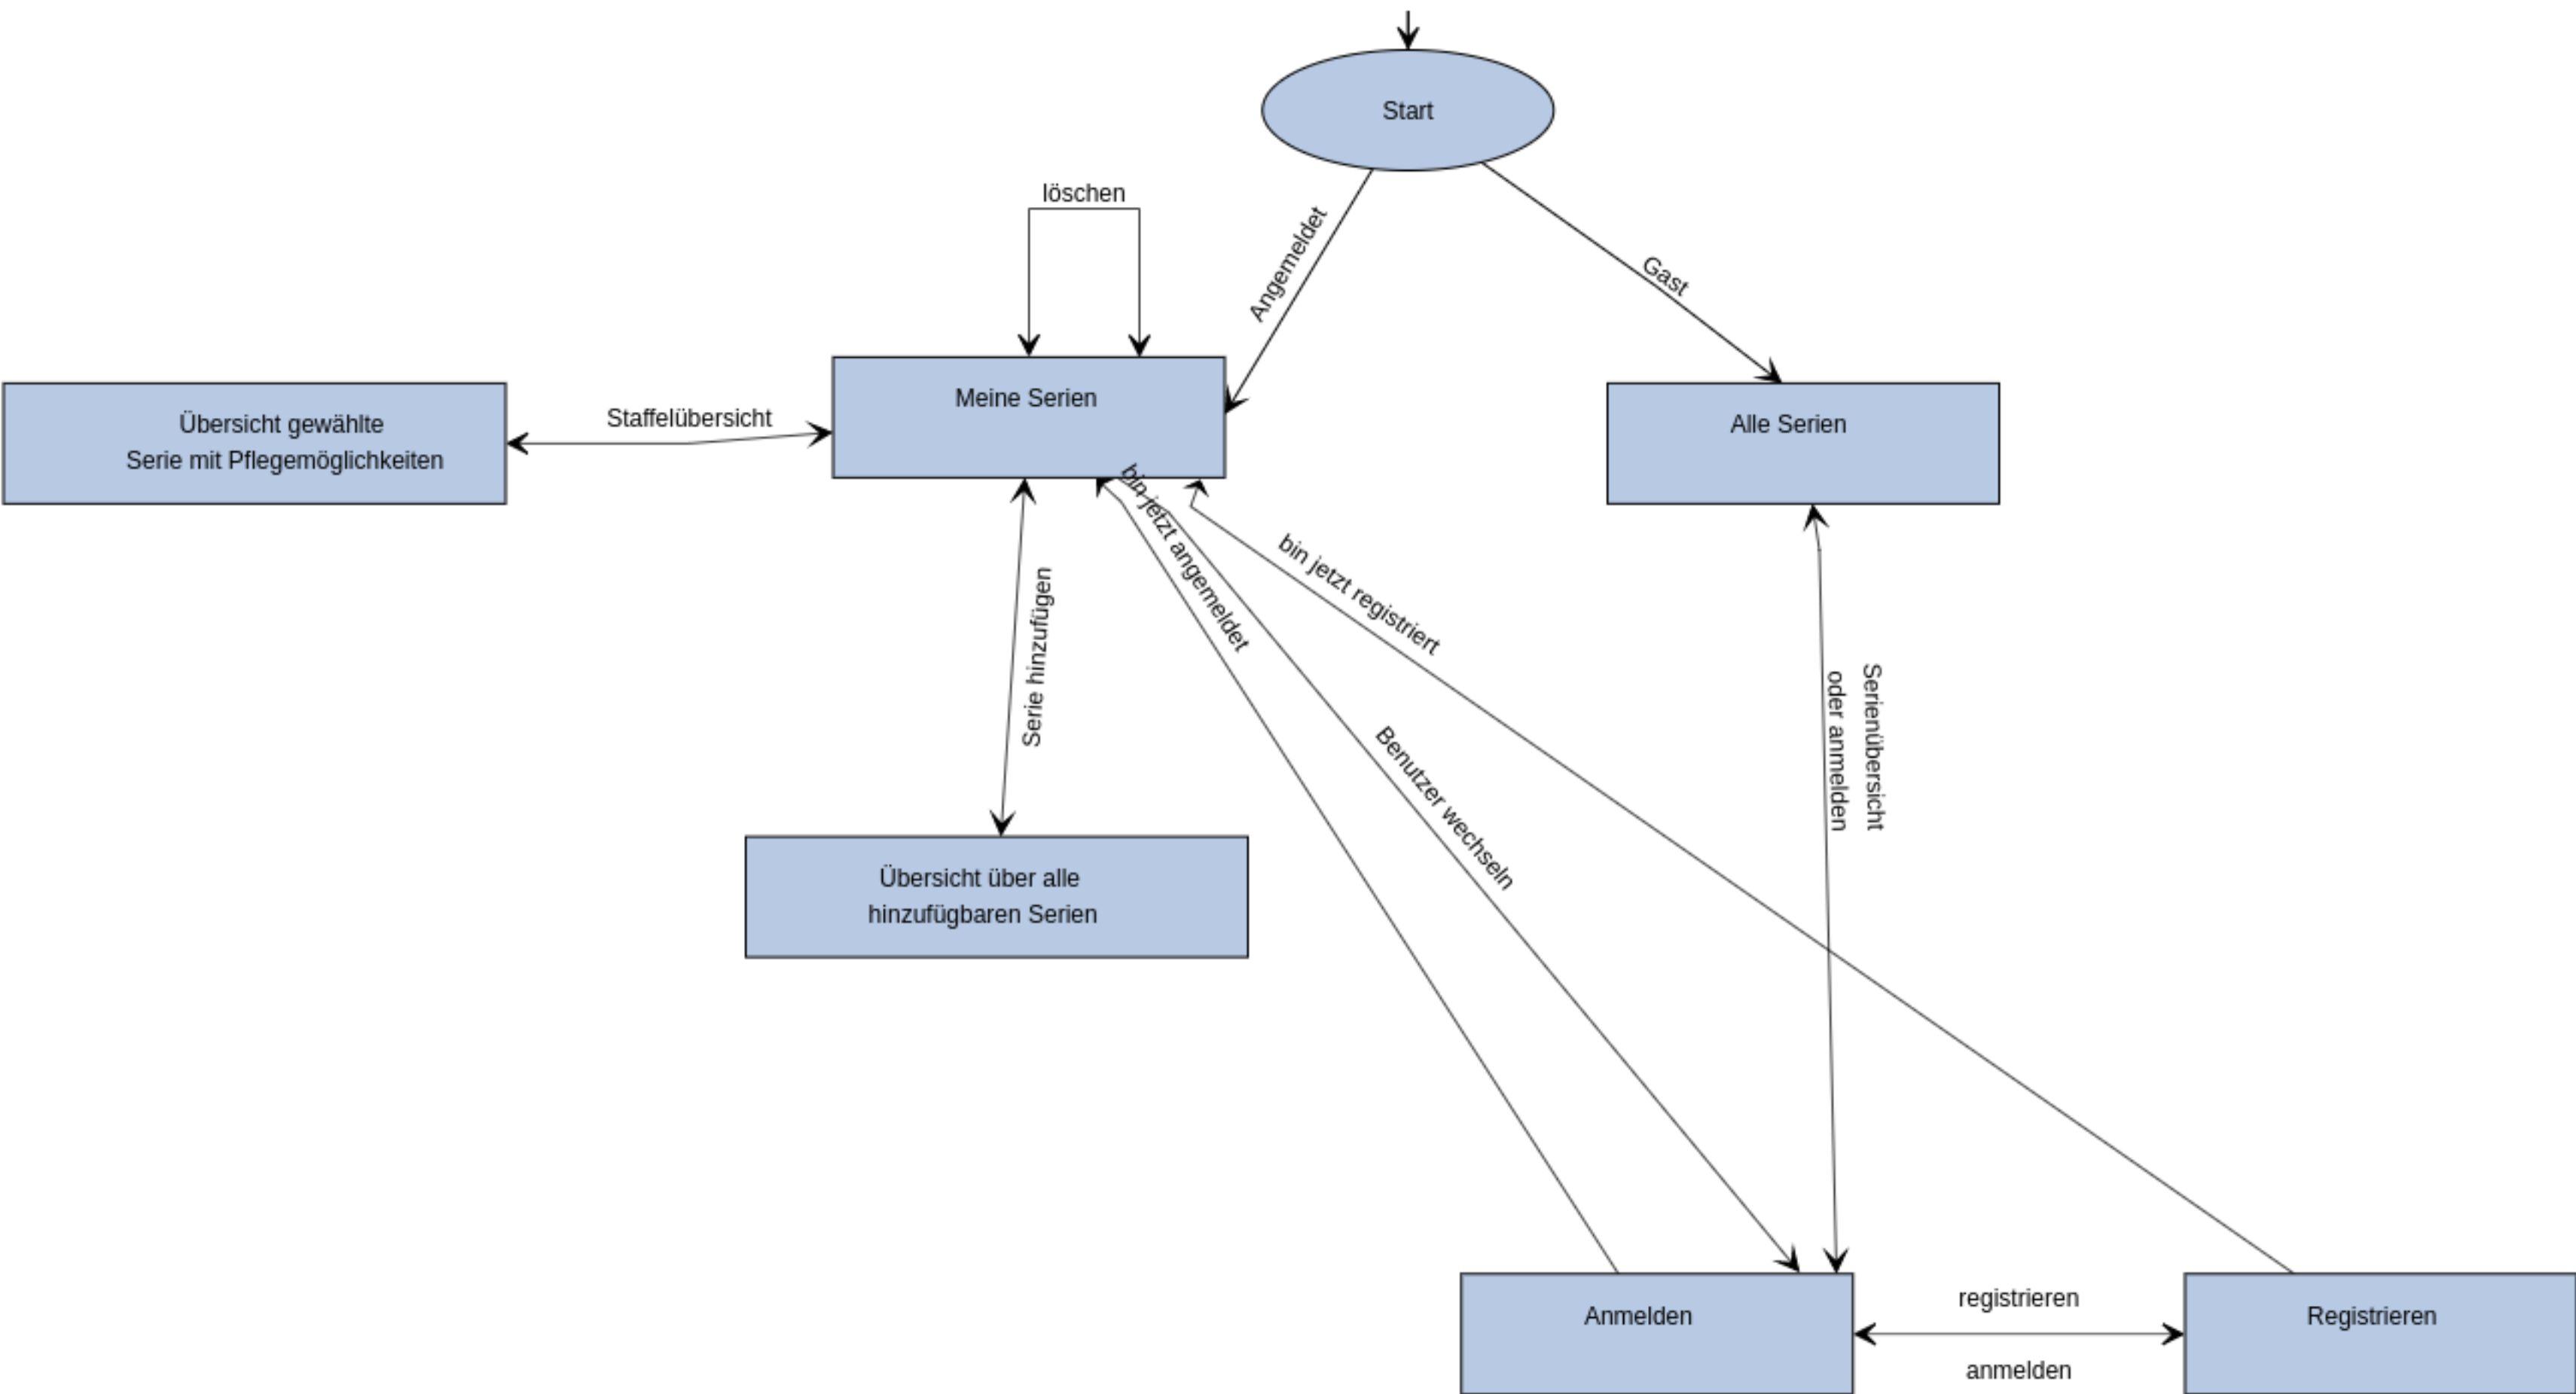 Start
löschen
Angemeldet
Gast
Meine Serien
Übersicht gewählte
Serie mit Pflegemöglichkeiten
Staffelübersicht
Alle Serien
bin jetzt angemeldet
bin jetzt registriert
Serie hinzufügen
Serienübersicht
oder anmelden
Benutzer wechseln
Übersicht über alle
hinzufügbaren Serien
Anmelden
registrieren
anmelden
Registrieren